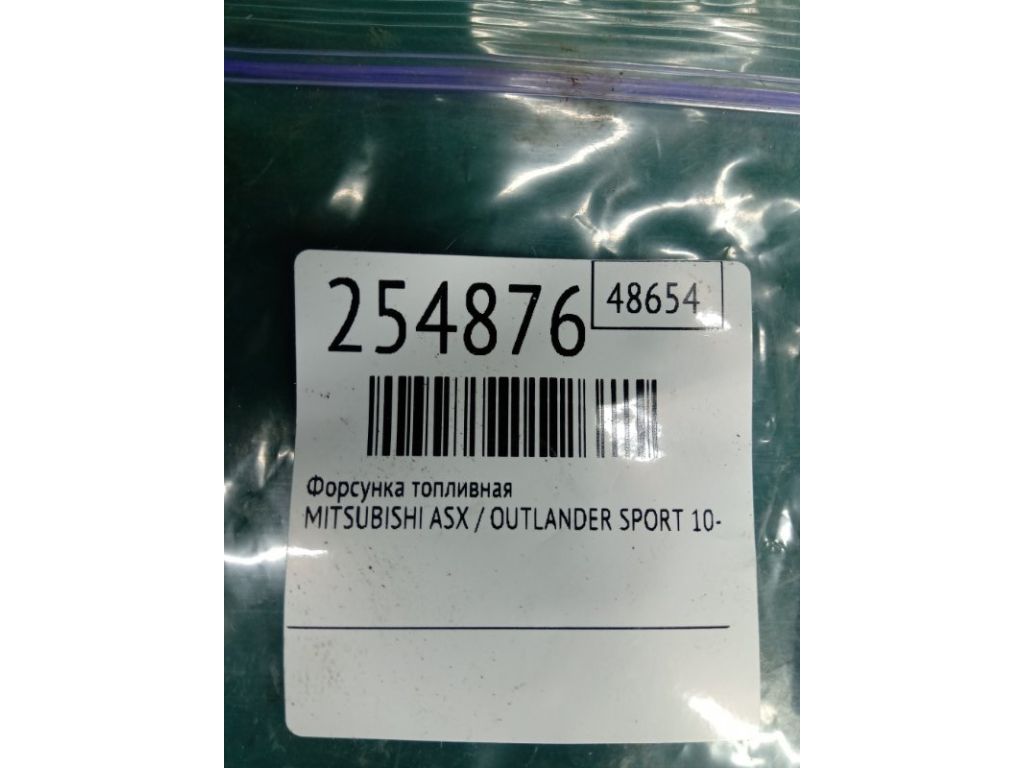 254876
48654
Форсунка топливная
MITSUBISHI ASX / OUTLANDER SPORT 10-